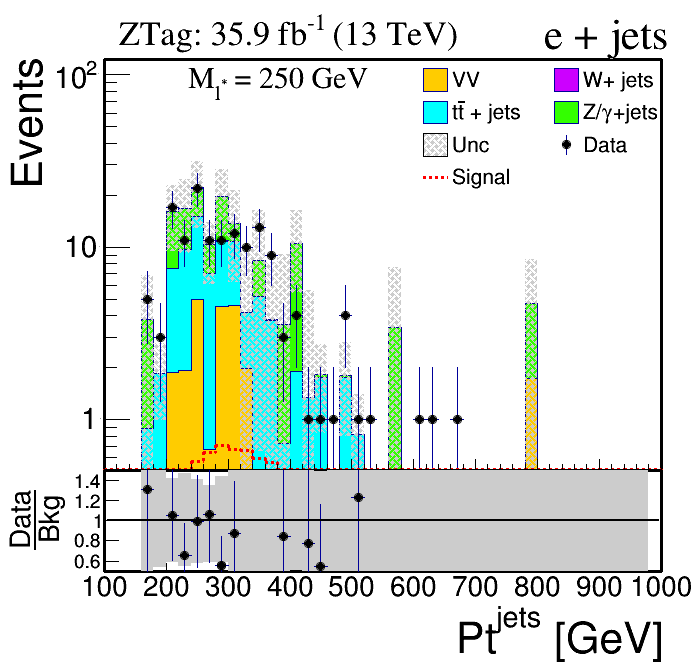 ZTag: 35.9 fb-1 (13 TeV)
e + jets
Events
M_l* = 250 GeV
VV
W+ jets
tt̄ + jets
Z/γ+jets
Unc
Data
Signal
10²
10
1
Data
Bkg
1.4
1.2
1
0.8
0.6
100 200 300 400 500 600 700 800 900 1000
Pt^jets [GeV]